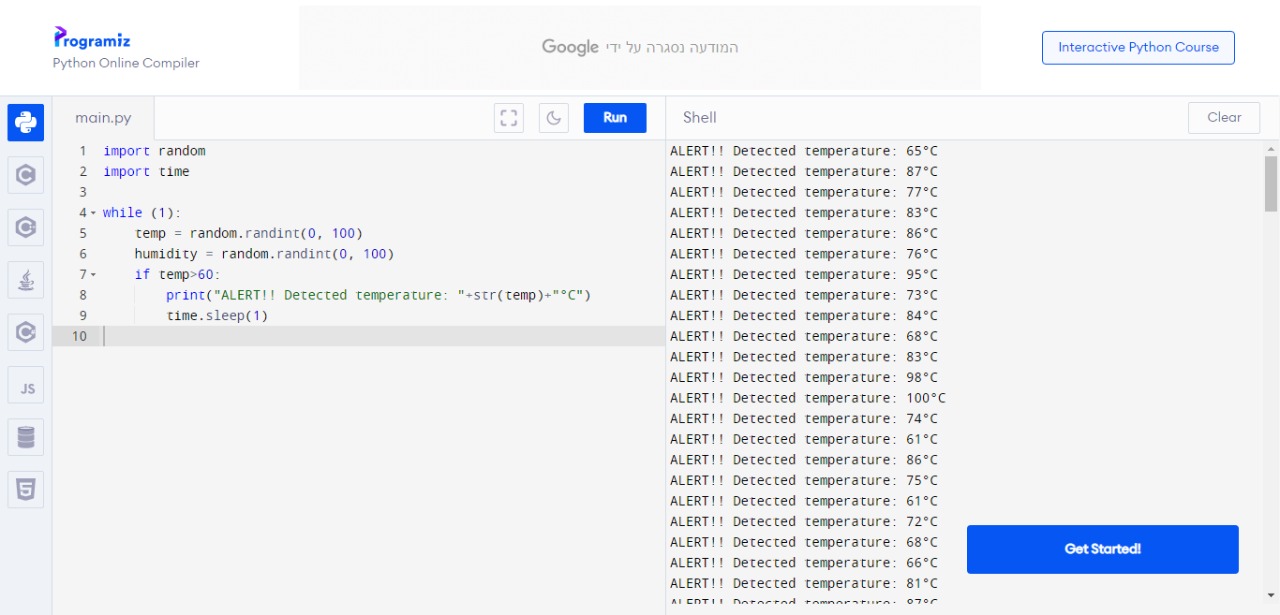 Programiz
Python Online Compiler
המודעה נסגרה על ידי Google
Interactive Python Course
main.py
Run
Shell
Clear
1 import random
2 import time
3
4 while (1):
5 temp = random.randint(0, 100)
6 humidity = random.randint(0, 100)
7 if temp>60:
8 print("ALERT!! Detected temperature: "+str(temp)+"°C")
9 time.sleep(1)
10
JS
ALERT!! Detected temperature: 65°C
ALERT!! Detected temperature: 87°C
ALERT!! Detected temperature: 77°C
ALERT!! Detected temperature: 83°C
ALERT!! Detected temperature: 86°C
ALERT!! Detected temperature: 76°C
ALERT!! Detected temperature: 95°C
ALERT!! Detected temperature: 73°C
ALERT!! Detected temperature: 84°C
ALERT!! Detected temperature: 68°C
ALERT!! Detected temperature: 83°C
ALERT!! Detected temperature: 98°C
ALERT!! Detected temperature: 100°C
ALERT!! Detected temperature: 74°C
ALERT!! Detected temperature: 61°C
ALERT!! Detected temperature: 86°C
ALERT!! Detected temperature: 75°C
ALERT!! Detected temperature: 61°C
ALERT!! Detected temperature: 72°C
ALERT!! Detected temperature: 68°C
ALERT!! Detected temperature: 66°C
ALERT!! Detected temperature: 81°C
ALERT!! Detected temperature: 87°C
Get Started!